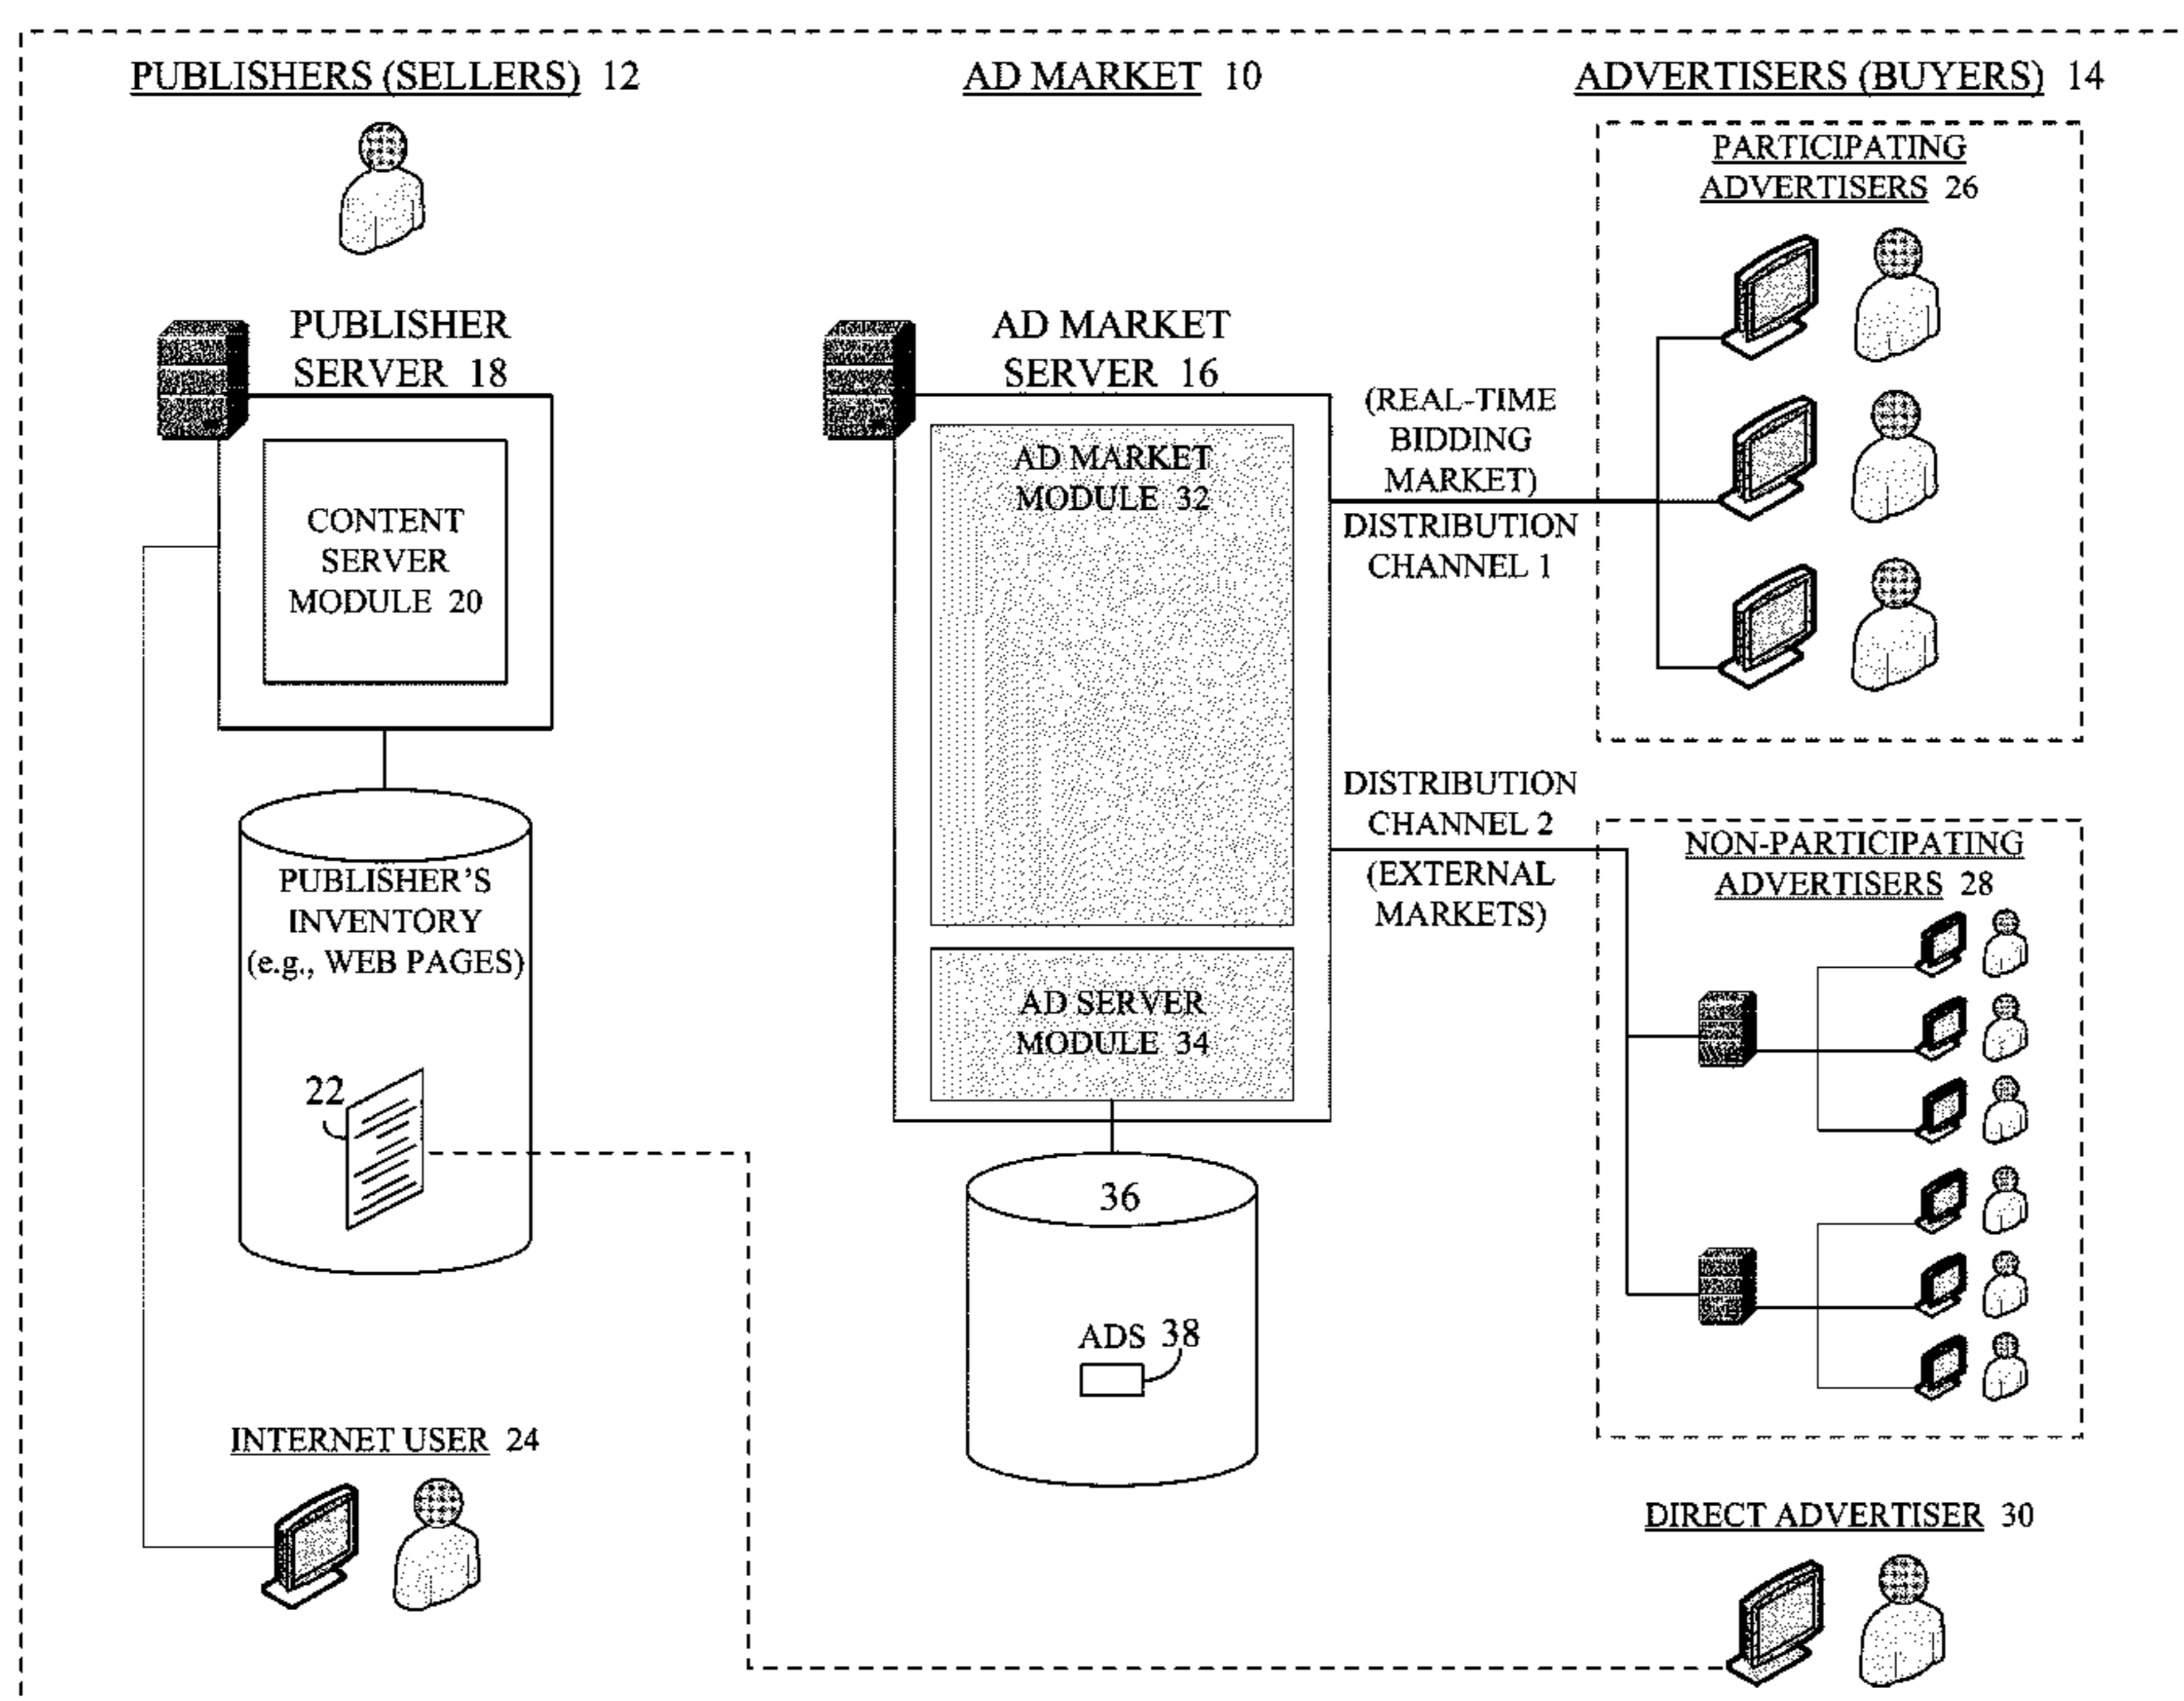 PUBLISHERS (SELLERS) 12
AD MARKET 10
ADVERTISERS (BUYERS) 14
PARTICIPATING
ADVERTISERS 26
PUBLISHER
SERVER 18
CONTENT
SERVER
MODULE 20
PUBLISHER'S
INVENTORY
(e.g., WEB PAGES)
22
INTERNET USER 24
AD MARKET
SERVER 16
AD MARKET
MODULE 32
AD SERVER
MODULE 34
36
ADS 38
(REAL-TIME
BIDDING
MARKET)
DISTRIBUTION
CHANNEL 1
DISTRIBUTION
CHANNEL 2
(EXTERNAL
MARKETS)
NON-PARTICIPATING
ADVERTISERS 28
DIRECT ADVERTISER 30